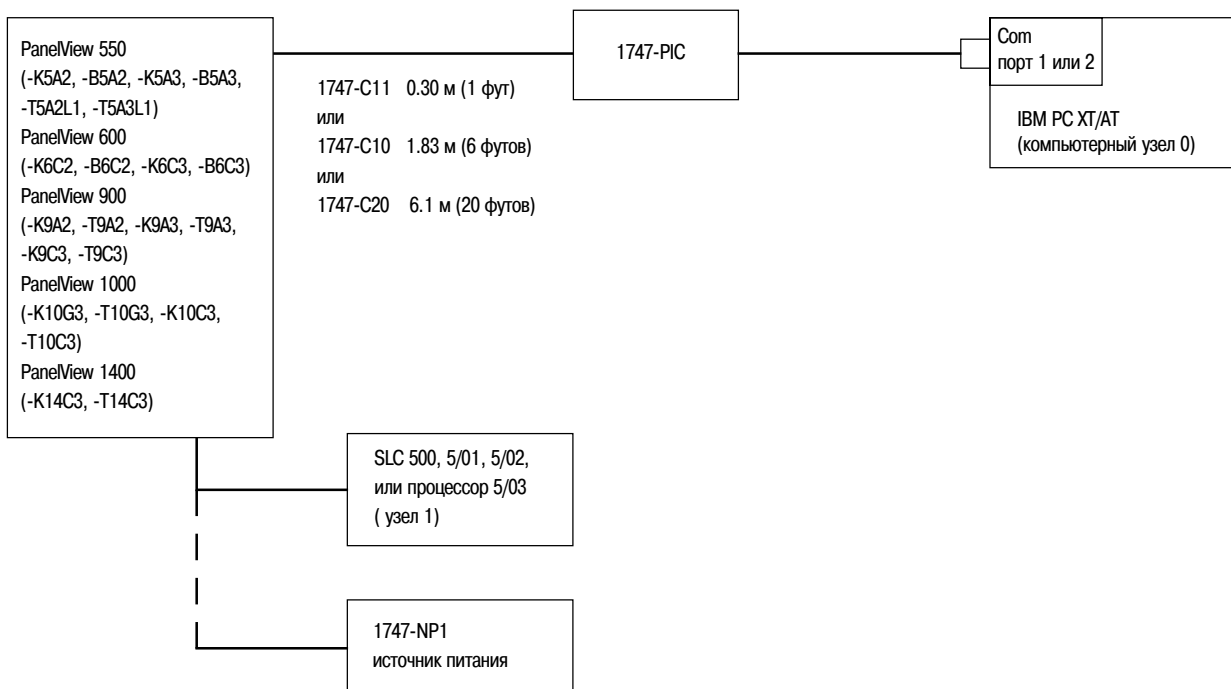 PanelView 550
(-K5A2, -B5A2, -K5A3, -B5A3,
-T5A2L1, -T5A3L1)
PanelView 600
(-K6C2, -B6C2, -K6C3, -B6C3)
PanelView 900
(-K9A2, -T9A2, -K9A3, -T9A3,
-K9C3, -T9C3)
PanelView 1000
(-K10G3, -T10G3, -K10C3,
-T10C3)
PanelView 1400
(-K14C3, -T14C3)
1747-C11 0.30 м (1 фут)
или
1747-C10 1.83 м (6 футов)
или
1747-C20 6.1 м (20 футов)
1747-PIC
Com
порт 1 или 2
IBM PC XT/AT
(компьютерный узел 0)
SLC 500, 5/01, 5/02,
или процессор 5/03
( узел 1)
1747-NP1
источник питания